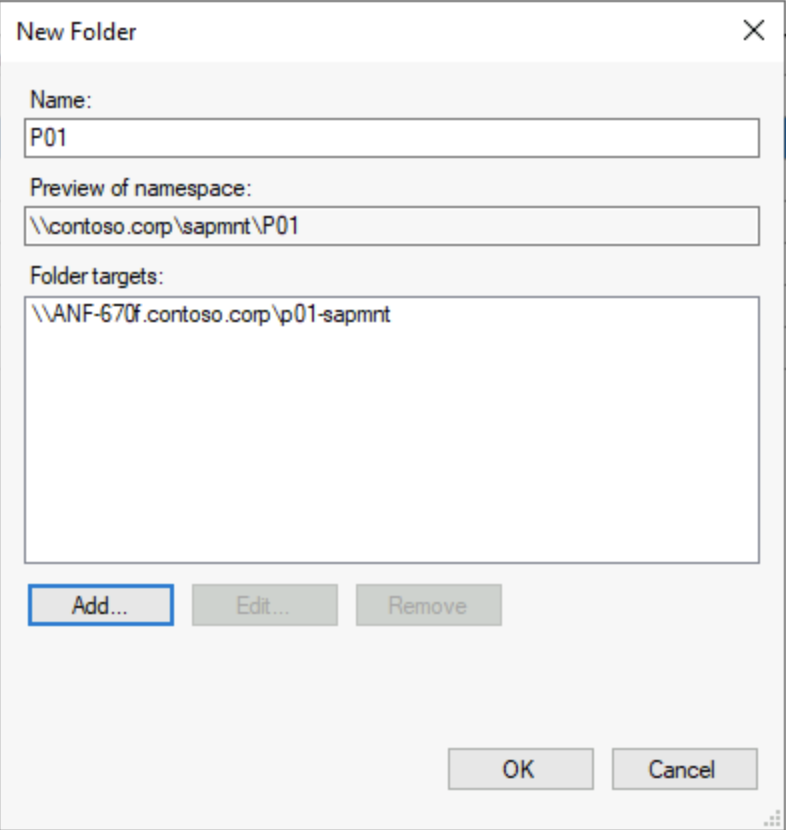 New Folder
Name:
P01
Preview of namespace:
\\contoso.corp\sapmnt\P01
Folder targets:
\\ANF-670f.contoso.corp\p01-sapmnt
Add... Edit... Remove
OK Cancel